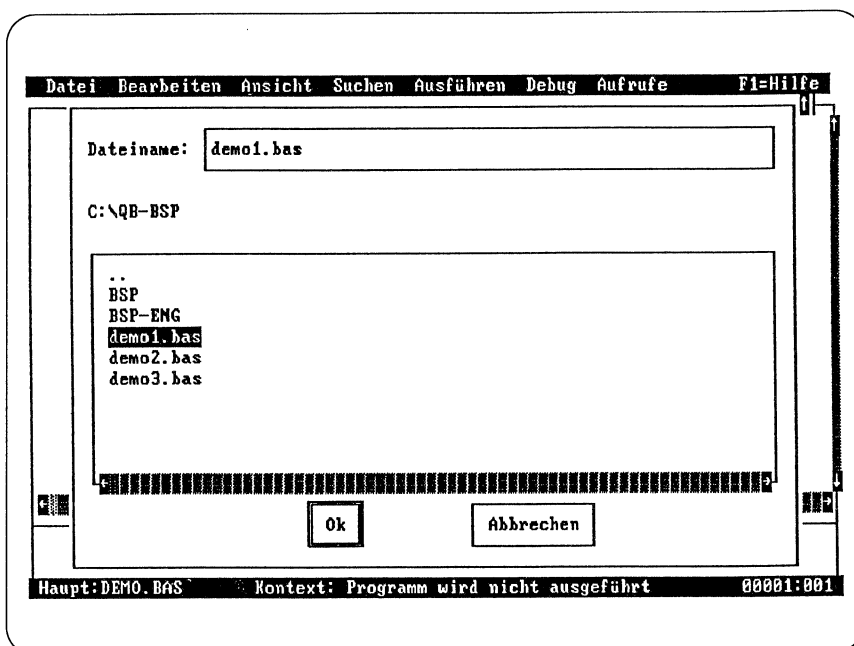 Datei Bearbeiten Ansicht Suchen Ausführen Debug Aufrufe F1=Hilfe
Dateiname: demo1.bas
C:\QB-BSP
..
BSP
BSP-ENG
demo1.bas
demo2.bas
demo3.bas
Ok Abbrechen
Haupt:DEMO.BAS Kontext: Programm wird nicht ausgeführt 00001:001